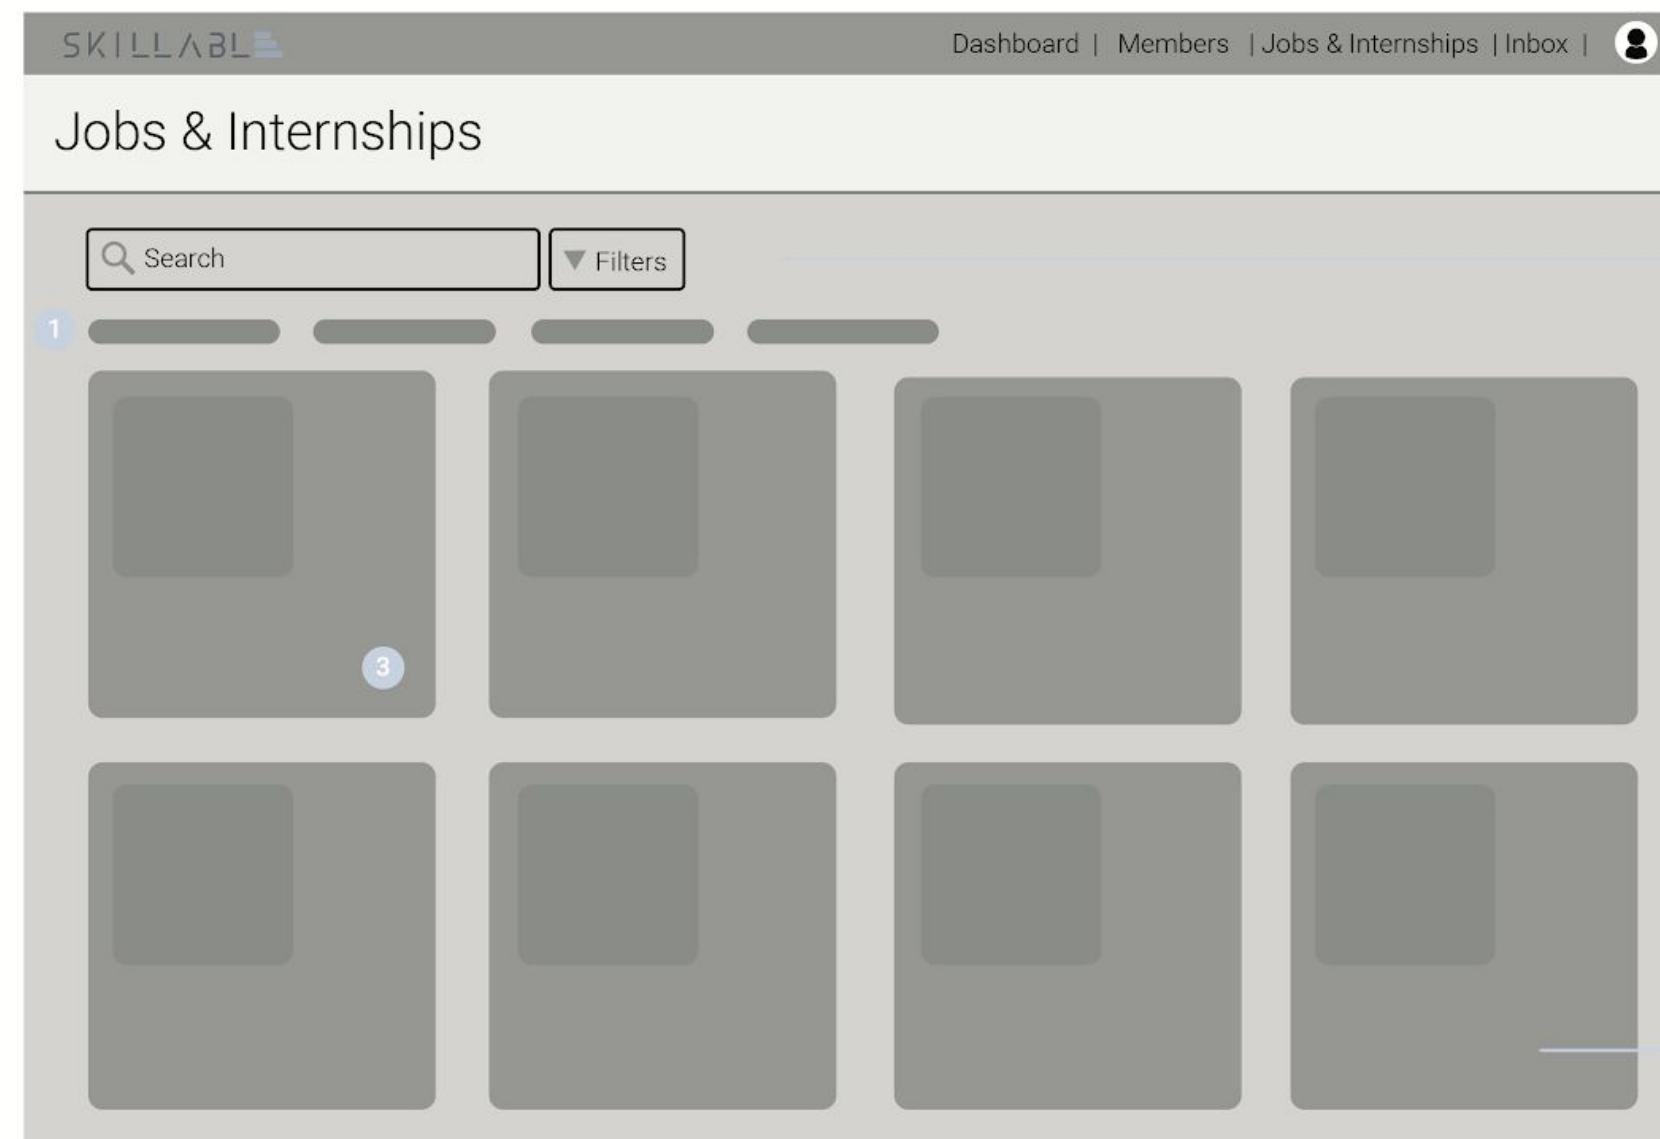 SKILLABLE
Dashboard | Members | Jobs & Internships | Inbox |
Jobs & Internships
Search
Filters
1
3